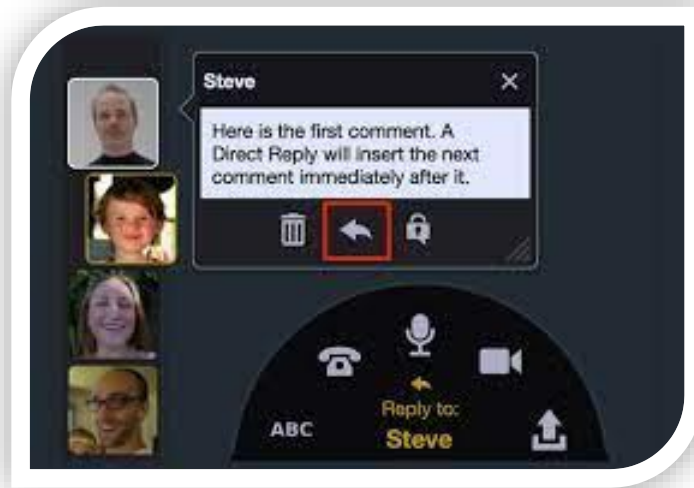 Steve
Here is the first comment. A
Direct Reply will insert the next
comment immediately after it.
Reply to:
ABC
Steve